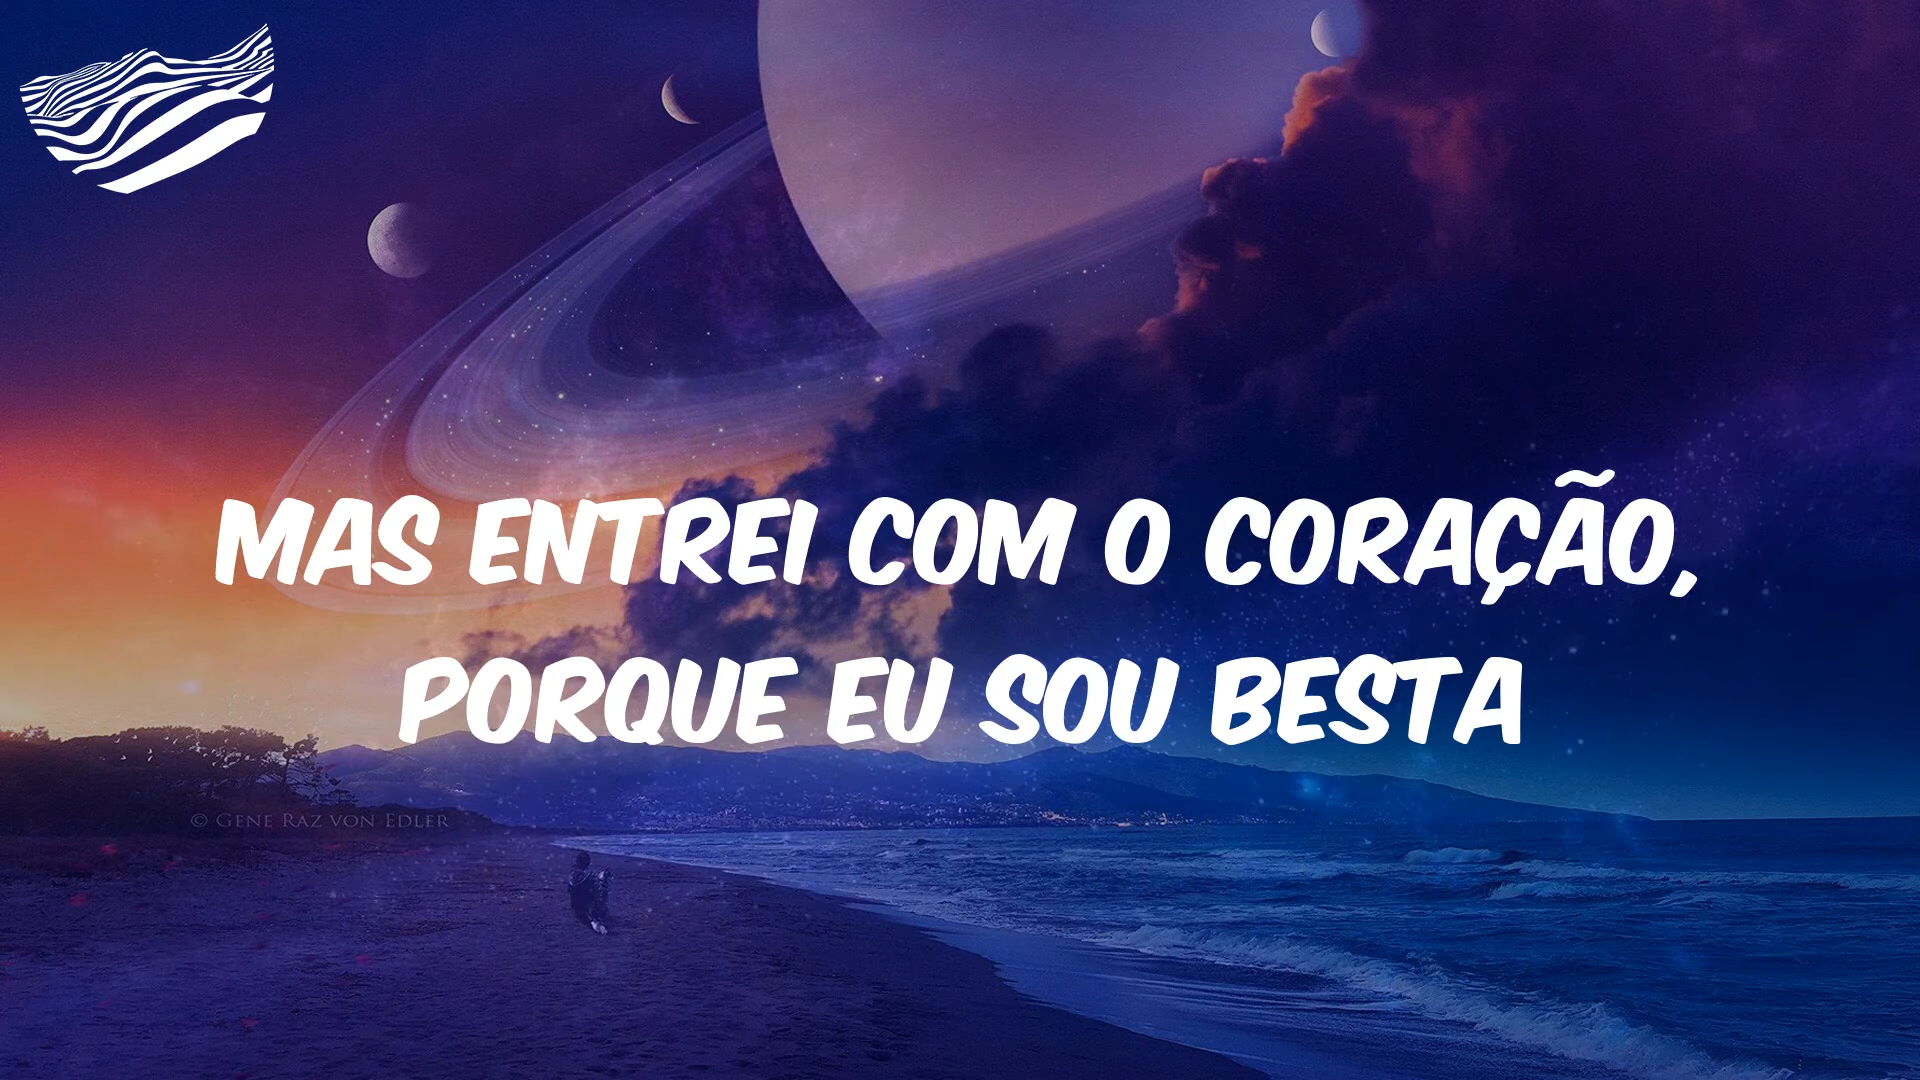 MAS ENTREI COM O CORAÇÃO,
PORQUE EU SOU BESTA
© GENE RAZ VON EDLER